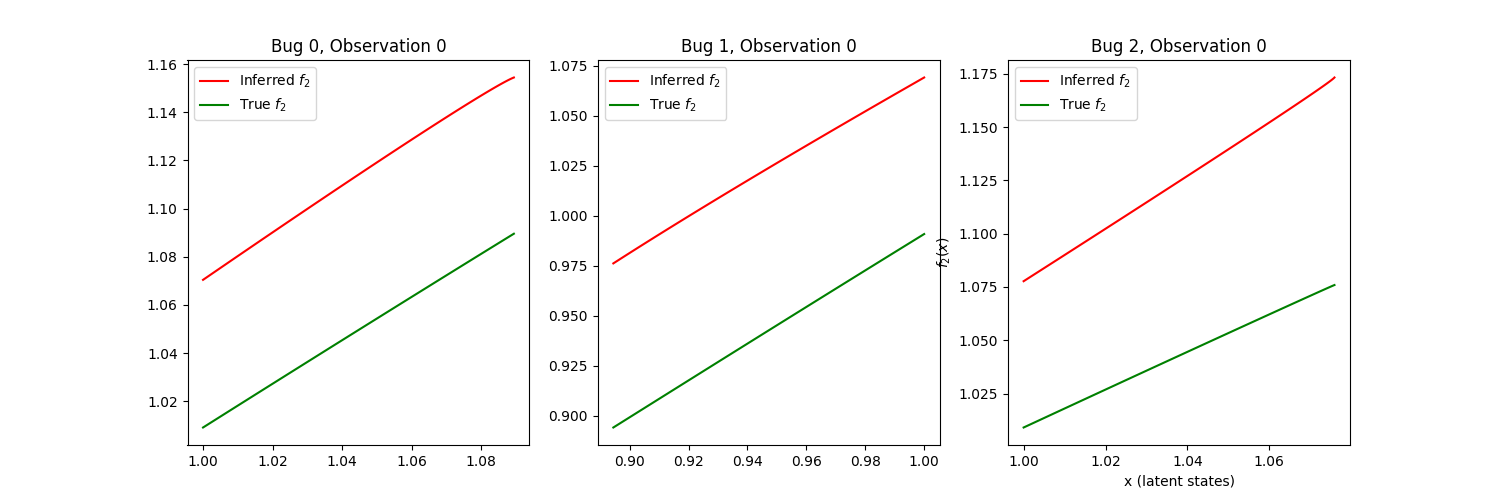 Bug 0, Observation 0
Inferred f₂
True f₂
1.16
1.14
1.12
1.10
1.08
1.06
1.04
1.02
1.00 1.02 1.04 1.06 1.08
Bug 1, Observation 0
Inferred f₂
True f₂
1.075
1.050
1.025
1.000
0.975
0.950
0.925
0.900
0.90 0.92 0.94 0.96 0.98 1.00
Bug 2, Observation 0
Inferred f₂
True f₂
f₂(x)
1.175
1.150
1.125
1.100
1.075
1.050
1.025
1.00 1.02 1.04 1.06
x (latent states)